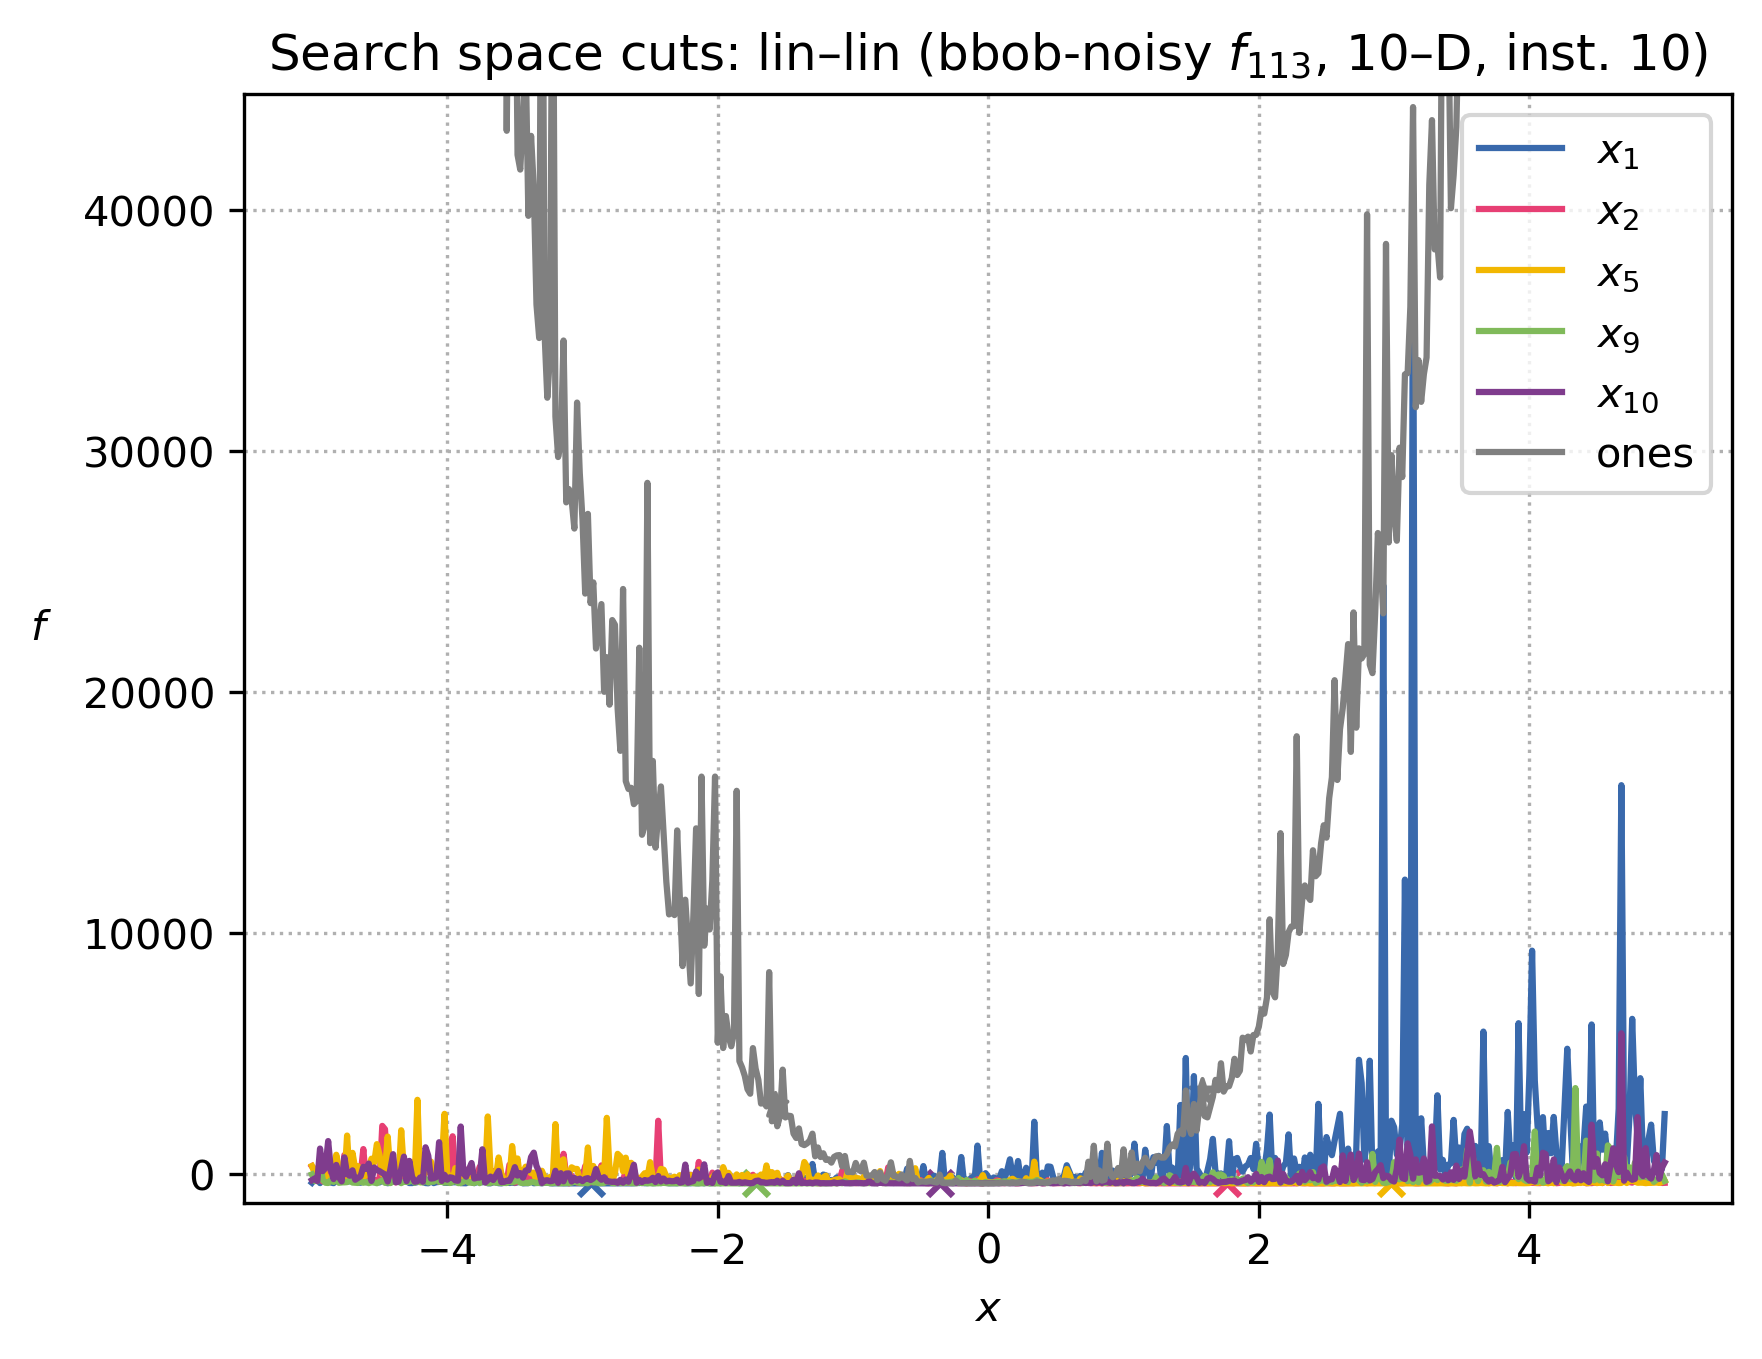 Search space cuts: lin–lin (bbob-noisy f₁₁₃, 10–D, inst. 10)
x₁
x₂
x₅
x₉
x₁₀
ones
40000
30000
20000
10000
0
f
−4 −2 0 2 4
x